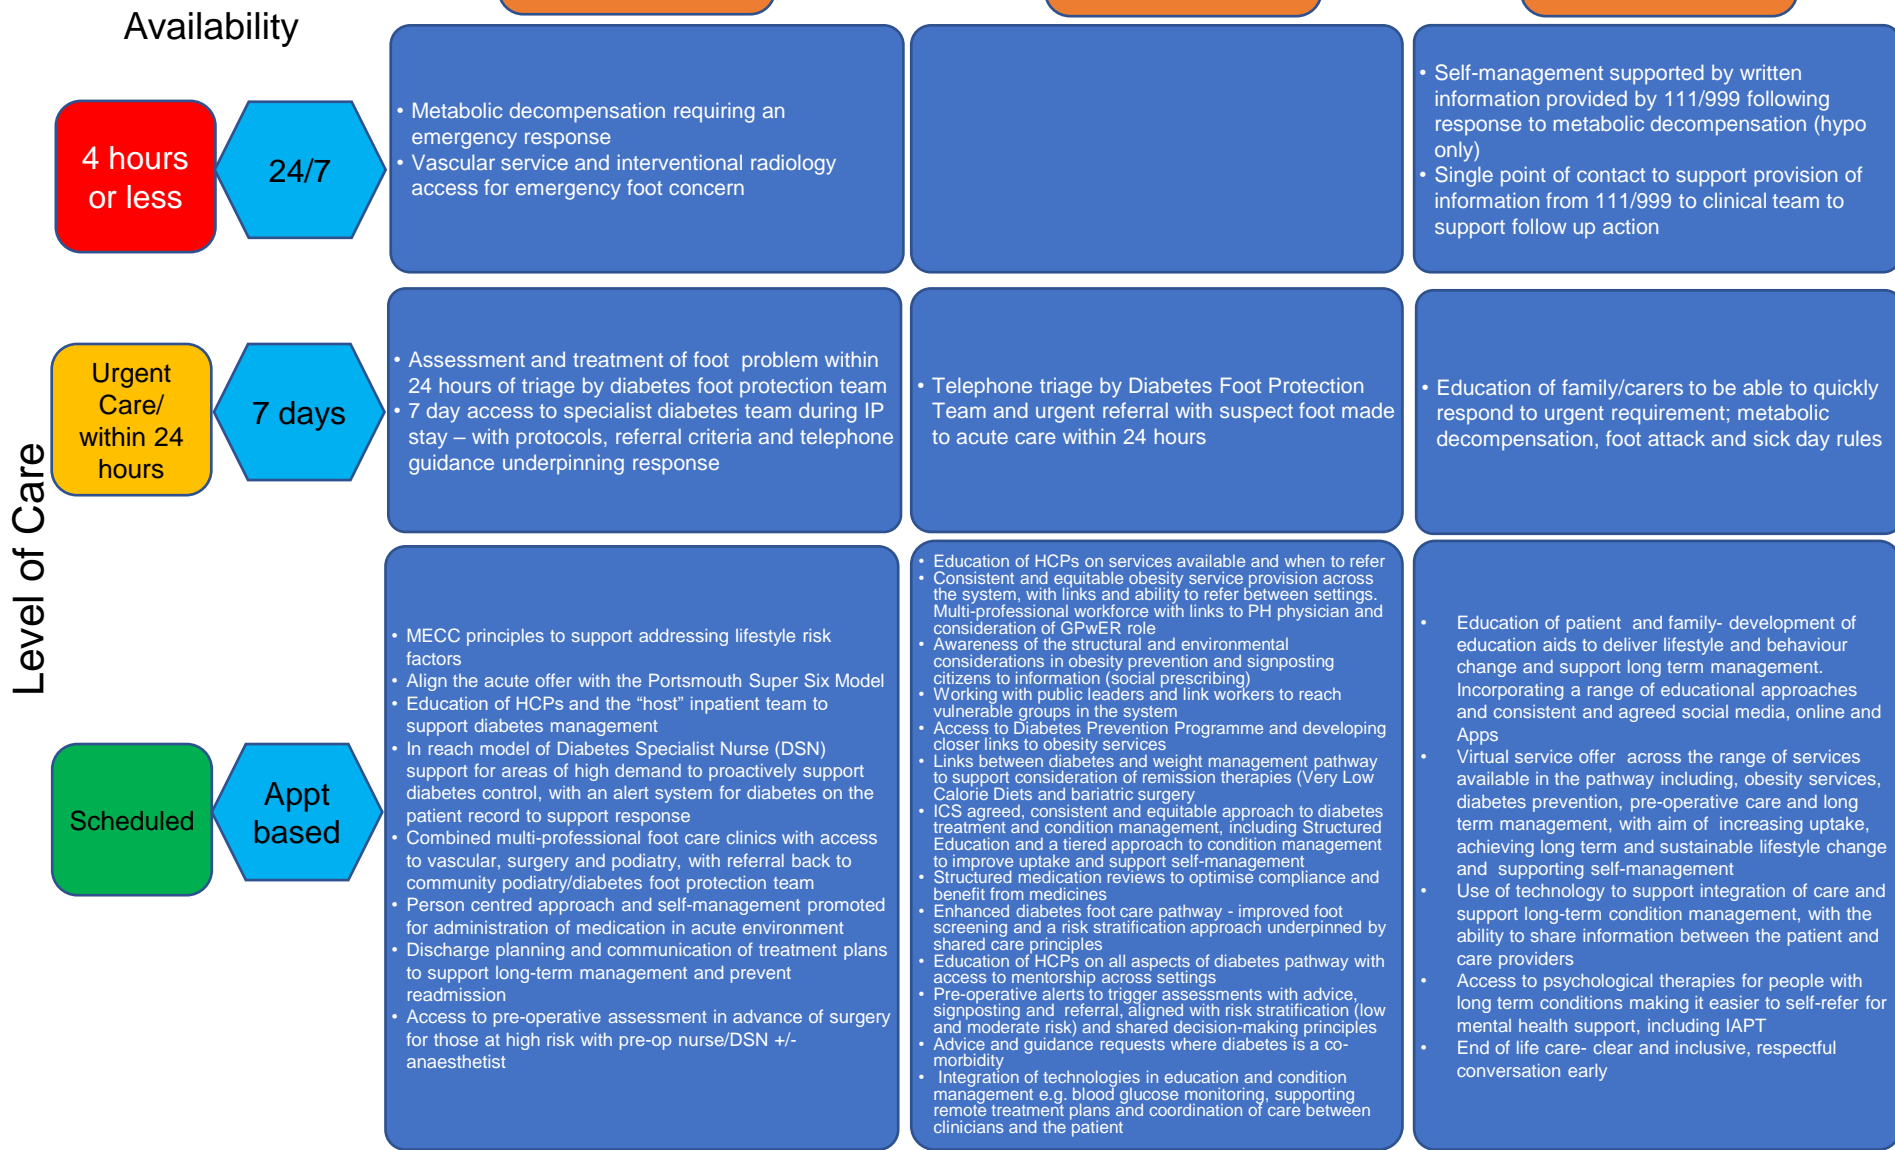 Availability
4 hours
or less
24/7
• Metabolic decompensation requiring an
emergency response
• Vascular service and interventional radiology
access for emergency foot concern
• Self-management supported by written
information provided by 111/999 following
response to metabolic decompensation (hypo
only)
• Single point of contact to support provision of
information from 111/999 to clinical team to
support follow up action
Level of Care
Urgent
Care/
within 24
hours
7 days
• Assessment and treatment of foot  problem within
24 hours of triage by diabetes foot protection team
• 7 day access to specialist diabetes team during IP
stay – with protocols, referral criteria and telephone
guidance underpinning response
• Telephone triage by Diabetes Foot Protection
Team and urgent referral with suspect foot made
to acute care within 24 hours
• Education of family/carers to be able to quickly
respond to urgent requirement; metabolic
decompensation, foot attack and sick day rules
Scheduled
Appt
based
• MECC principles to support addressing lifestyle risk
factors
• Align the acute offer with the Portsmouth Super Six Model
• Education of HCPs and the “host” inpatient team to
support diabetes management
• In reach model of Diabetes Specialist Nurse (DSN)
support for areas of high demand to proactively support
diabetes control, with an alert system for diabetes on the
patient record to support response
• Combined multi-professional foot care clinics with access
to vascular, surgery and podiatry, with referral back to
community podiatry/diabetes foot protection team
• Person centred approach and self-management promoted
for administration of medication in acute environment
• Discharge planning and communication of treatment plans
to support long-term management and prevent
readmission
• Access to pre-operative assessment in advance of surgery
for those at high risk with pre-op nurse/DSN +/-
anaesthetist
• Education of HCPs on services available and when to refer
• Consistent and equitable obesity service provision across
the system, with links and ability to refer between settings.
Multi-professional workforce with links to PH physician and
consideration of GPwER role
• Awareness of the structural and environmental
considerations in obesity prevention and signposting
citizens to information (social prescribing)
• Working with public leaders and link workers to reach
vulnerable groups in the system
• Access to Diabetes Prevention Programme and developing
closer links to obesity services
• Links between diabetes and weight management pathway
to support consideration of remission therapies (Very Low
Calorie Diets and bariatric surgery
• ICS agreed, consistent and equitable approach to diabetes
treatment and condition management, including Structured
Education and a tiered approach to condition management
to improve uptake and support self-management
• Structured medication reviews to optimise compliance and
benefit from medicines
• Enhanced diabetes foot care pathway - improved foot
screening and a risk stratification approach underpinned by
shared care principles
• Education of HCPs on all aspects of diabetes pathway with
access to mentorship across settings
• Pre-operative alerts to trigger assessments with advice,
signposting and  referral, aligned with risk stratification (low
and moderate risk) and shared decision-making principles
• Advice and guidance requests where diabetes is a co-
morbidity
•  Integration of technologies in education and condition
management e.g. blood glucose monitoring, supporting
remote treatment plans and coordination of care between
clinicians and the patient
• Education of patient  and family- development of
education aids to deliver lifestyle and behaviour
change and support long term management.
Incorporating a range of educational approaches
and consistent and agreed social media, online and
Apps
• Virtual service offer  across the range of services
available in the pathway including, obesity services,
diabetes prevention, pre-operative care and long
term management, with aim of  increasing uptake,
achieving long term and sustainable lifestyle change
and  supporting self-management
• Use of technology to support integration of care and
support long-term condition management, with the
ability to share information between the patient and
care providers
• Access to psychological therapies for people with
long term conditions making it easier to self-refer for
mental health support, including IAPT
• End of life care- clear and inclusive, respectful
conversation early